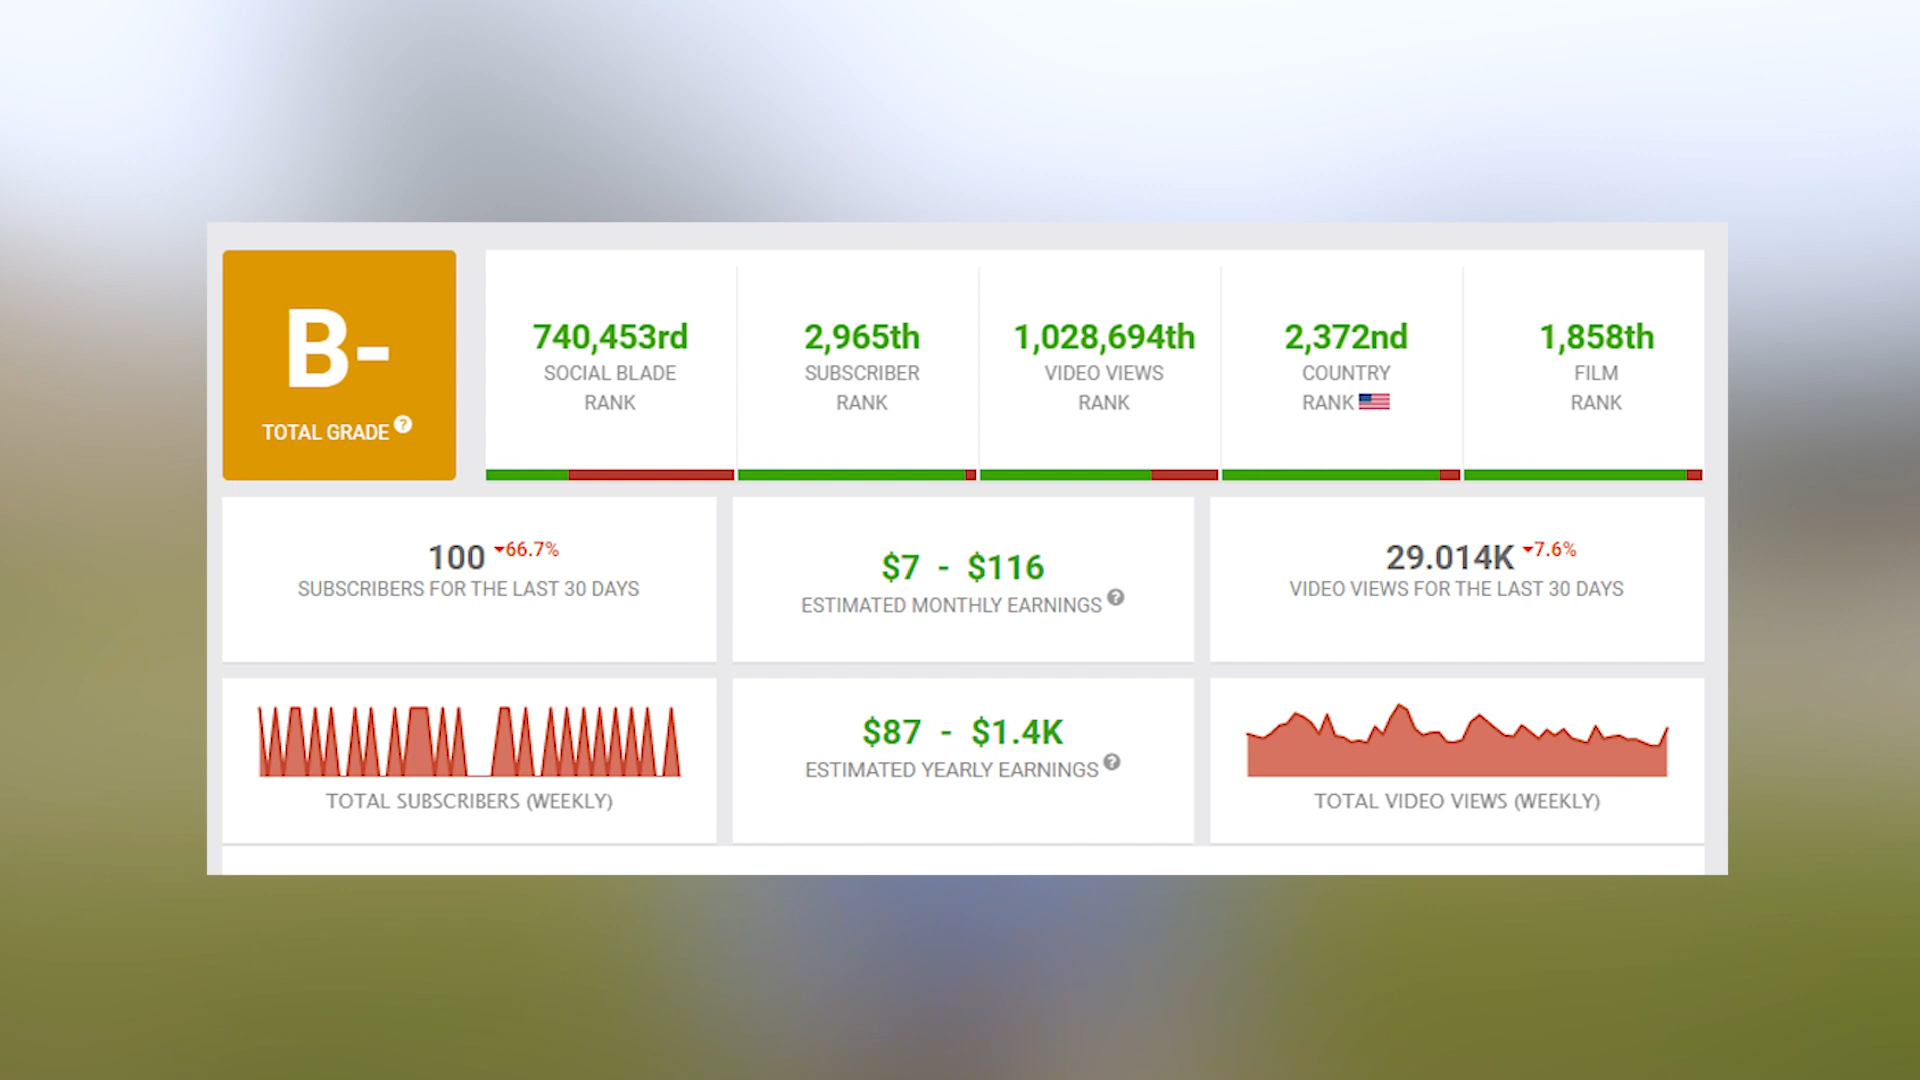 B-
TOTAL GRADE ?
740,453rd
SOCIAL BLADE
RANK
2,965th
SUBSCRIBER
RANK
1,028,694th
VIDEO VIEWS
RANK
2,372nd
COUNTRY
RANK
1,858th
FILM
RANK
100 66.7%
SUBSCRIBERS FOR THE LAST 30 DAYS
$7 - $116
ESTIMATED MONTHLY EARNINGS ?
29.014K 7.6%
VIDEO VIEWS FOR THE LAST 30 DAYS
TOTAL SUBSCRIBERS (WEEKLY)
$87 - $1.4K
ESTIMATED YEARLY EARNINGS ?
TOTAL VIDEO VIEWS (WEEKLY)